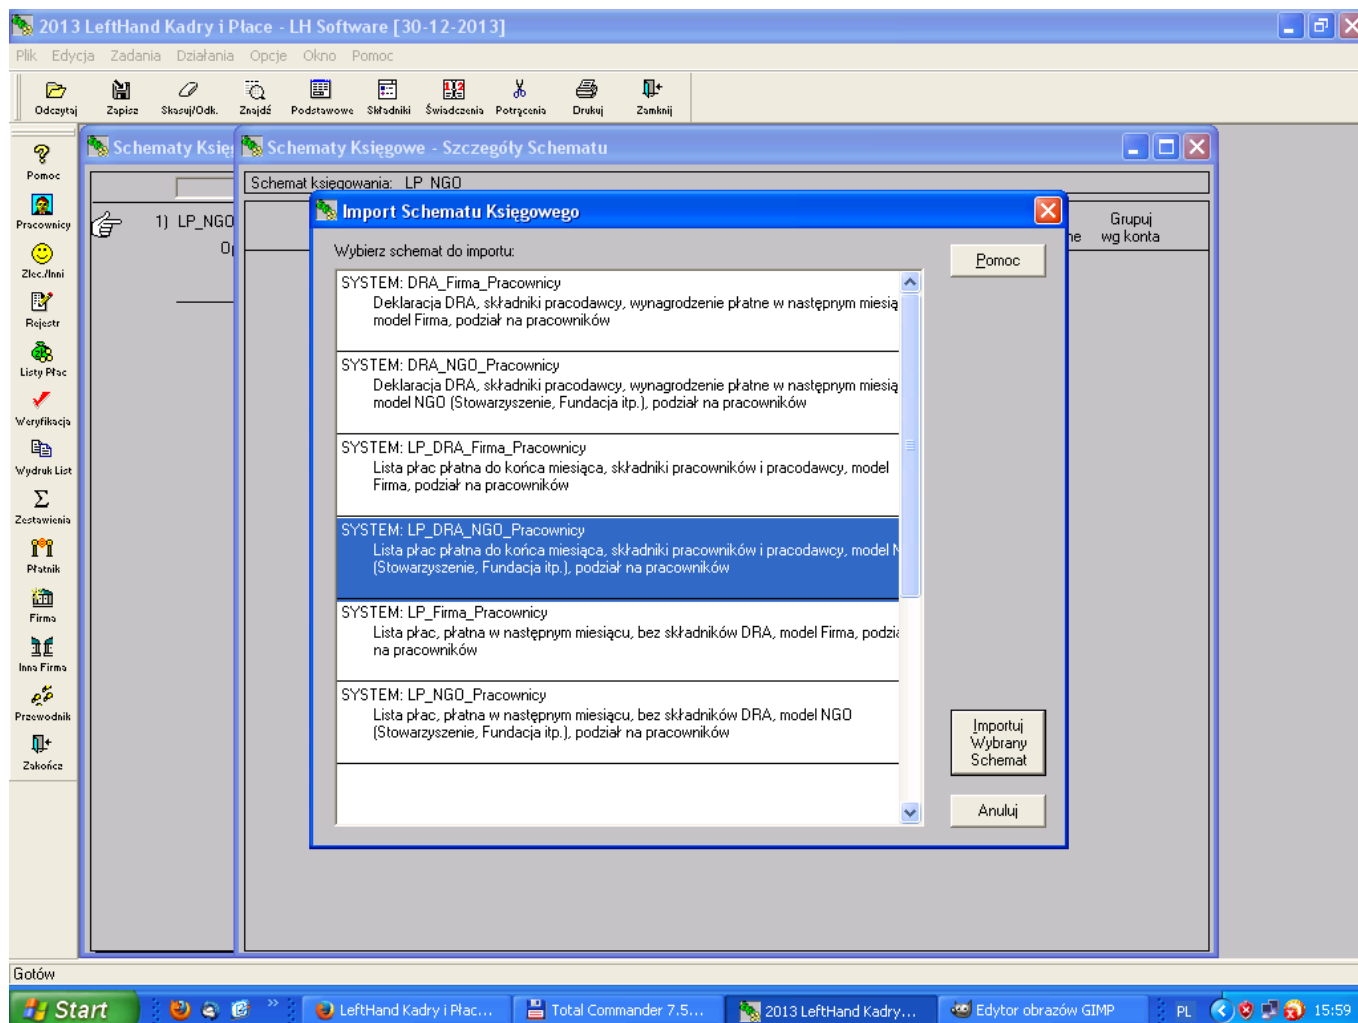 2013 LeftHand Kadry i Płace - LH Software [30-12-2013]
Plik Edycja Zadania Działania Opcje Okno Pomoc
Odczytaj Zapisz Skasuj/Odk. Znajdź Podstawowe Składniki Świadczenia Potrącenia Drukuj Zamknij
Pomoc
Pracownicy
Zlec./Inni
Rejestr
Listy Płac
Weryfikacja
Wydruk List
Zestawienia
Płatnik
Firma
Inna Firma
Przewodnik
Zakończ
Schematy Księg
1) LP_NGO
Schematy Księgowe - Szczegóły Schematu
Schemat księgowania: LP_NGO
Grupuj
wg konta
Import Schematu Księgowego
Wybierz schemat do importu:
SYSTEM: DRA_Firma_Pracownicy
Deklaracja DRA, składniki pracodawcy, wynagrodzenie płatne w następnym miesią
model Firma, podział na pracowników
SYSTEM: DRA_NGO_Pracownicy
Deklaracja DRA, składniki pracodawcy, wynagrodzenie płatne w następnym miesią
model NGO (Stowarzyszenie, Fundacja itp.), podział na pracowników
SYSTEM: LP_DRA_Firma_Pracownicy
Lista płac płatna do końca miesiąca, składniki pracowników i pracodawcy, model
Firma, podział na pracowników
SYSTEM: LP_DRA_NGO_Pracownicy
Lista płac płatna do końca miesiąca, składniki pracowników i pracodawcy, model N
(Stowarzyszenie, Fundacja itp.), podział na pracowników
SYSTEM: LP_Firma_Pracownicy
Lista płac, płatna w następnym miesiącu, bez składników DRA, model Firma, podzia
na pracowników
SYSTEM: LP_NGO_Pracownicy
Lista płac, płatna w następnym miesiącu, bez składników DRA, model NGO
(Stowarzyszenie, Fundacja itp.), podział na pracowników
Pomoc
Importuj
Wybrany
Schemat
Anuluj
Gotów
Start
LeftHand Kadry i Płac...
Total Commander 7.5...
2013 LeftHand Kadry...
Edytor obrazów GIMP
PL
15:59